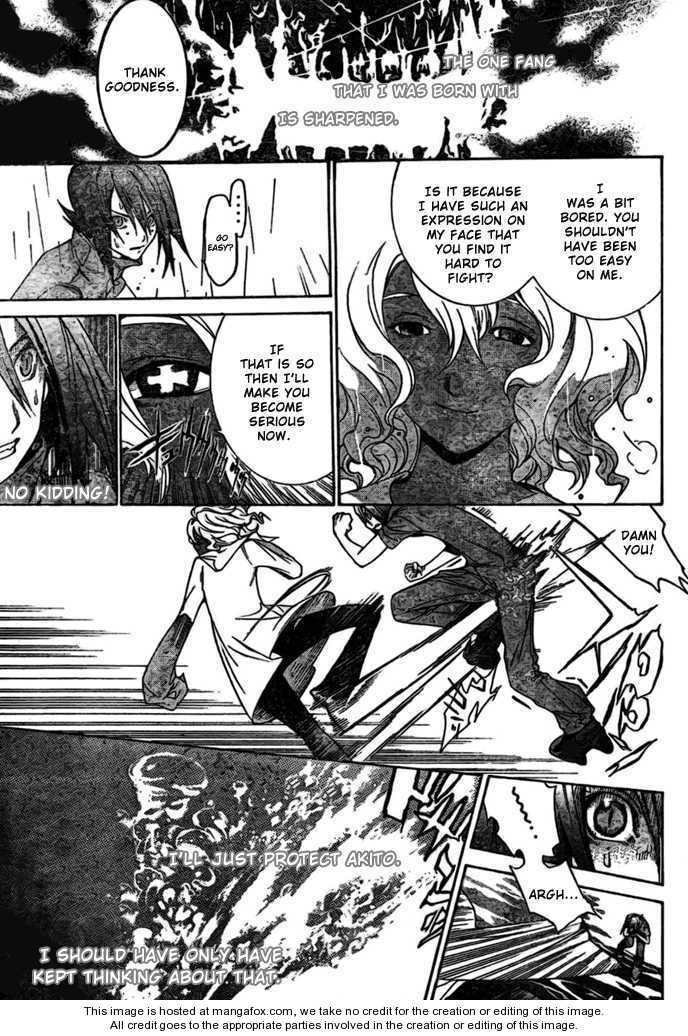 THE ONE FANG
THAT I WAS BORN WITH
IS SHARPENED.
THANK
GOODNESS.
I
WAS A BIT
BORED. YOU
SHOULDN'T
HAVE BEEN
TOO EASY
ON ME.
IS IT BECAUSE
I HAVE SUCH AN
EXPRESSION ON
MY FACE THAT
YOU FIND IT
HARD TO
FIGHT?
....
GO
EASY?
IF
THAT IS SO
THEN I'LL
MAKE YOU
BECOME
SERIOUS
NOW.
NO KIDDING!
DAMN
YOU!
ARGH...
I'LL JUST PROTECT AKITO.
I SHOULD HAVE ONLY HAVE
KEPT THINKING ABOUT THAT.
This image is hosted at mangafox.com, we take no credit for the creation or editing of this image.
All credit goes to the appropriate parties involved in the creation or editing of this image.